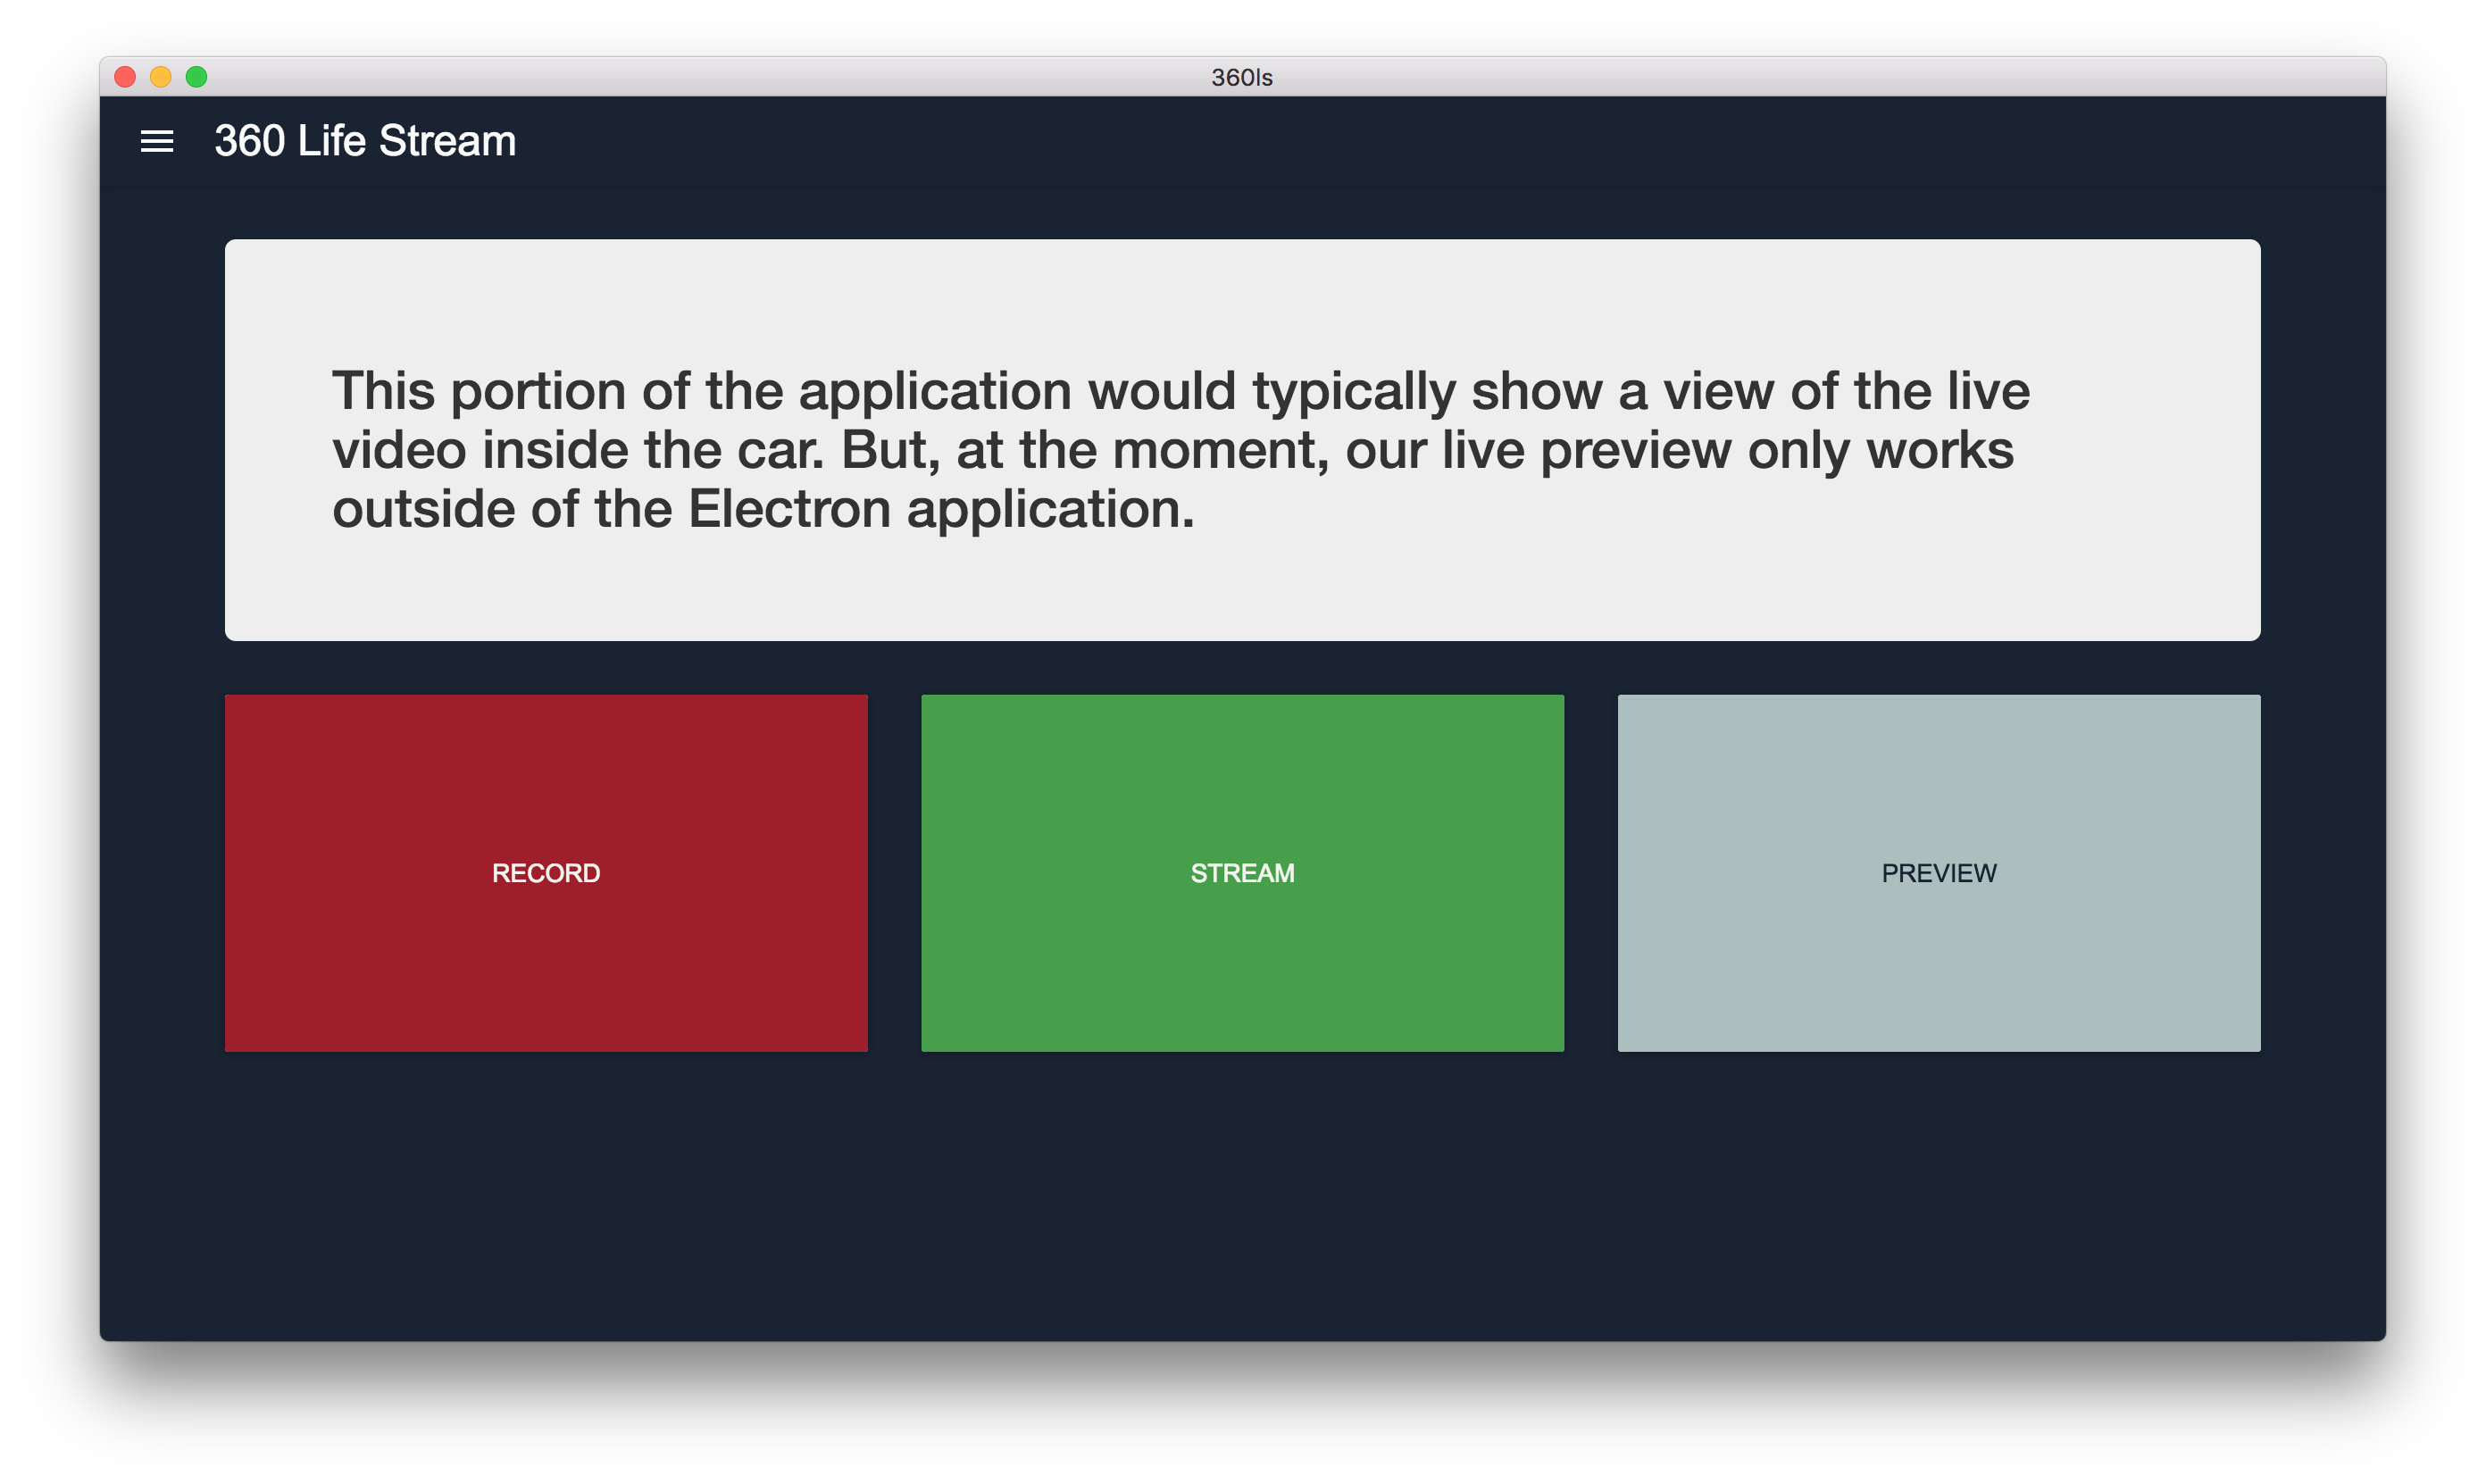 360ls
360 Life Stream
This portion of the application would typically show a view of the live
video inside the car. But, at the moment, our live preview only works
outside of the Electron application.
RECORD
STREAM
PREVIEW